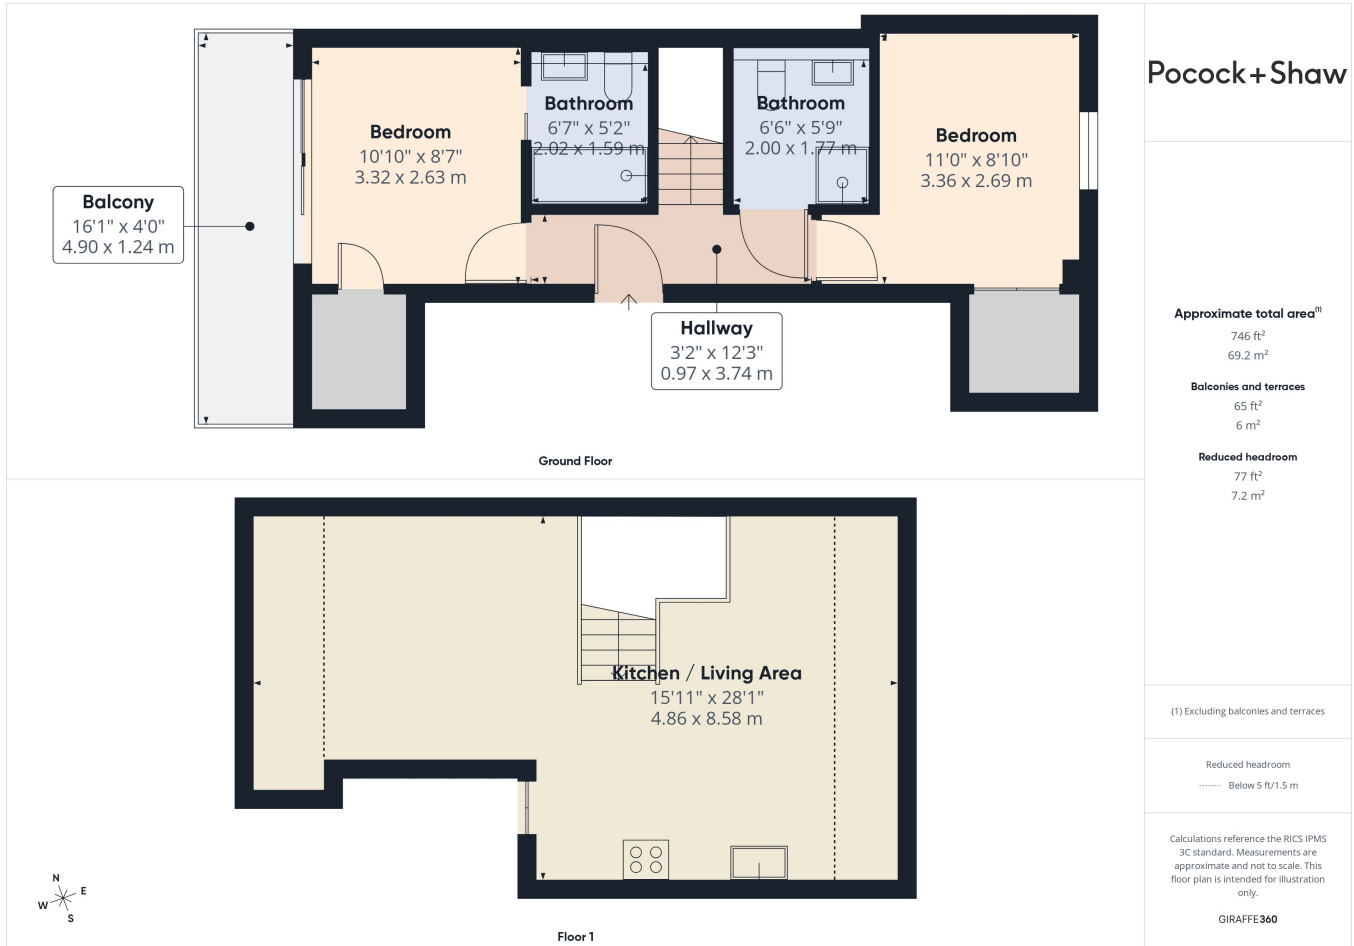 Pocock+Shaw
Bedroom
10'10" x 8'7"
3.32 x 2.63 m
Bathroom
6'7" x 5'2"
2.02 x 1.59 m
Bathroom
6'6" x 5'9"
2.00 x 1.77 m
Bedroom
11'0" x 8'10"
3.36 x 2.69 m
Balcony
16'1" x 4'0"
4.90 x 1.24 m
Hallway
3'2" x 12'3"
0.97 x 3.74 m
Ground Floor
Kitchen / Living Area
15'11" x 28'1"
4.86 x 8.58 m
N
E
W
S
Floor 1
Approximate total area(1)
746 ft²
69.2 m²
Balconies and terraces
65 ft²
6 m²
Reduced headroom
77 ft²
7.2 m²
(1) Excluding balconies and terraces
Reduced headroom
Below 5 ft/1.5 m
Calculations reference the RICS IPMS
3C standard. Measurements are
approximate and not to scale. This
floor plan is intended for illustration
only.
GIRAFFE360